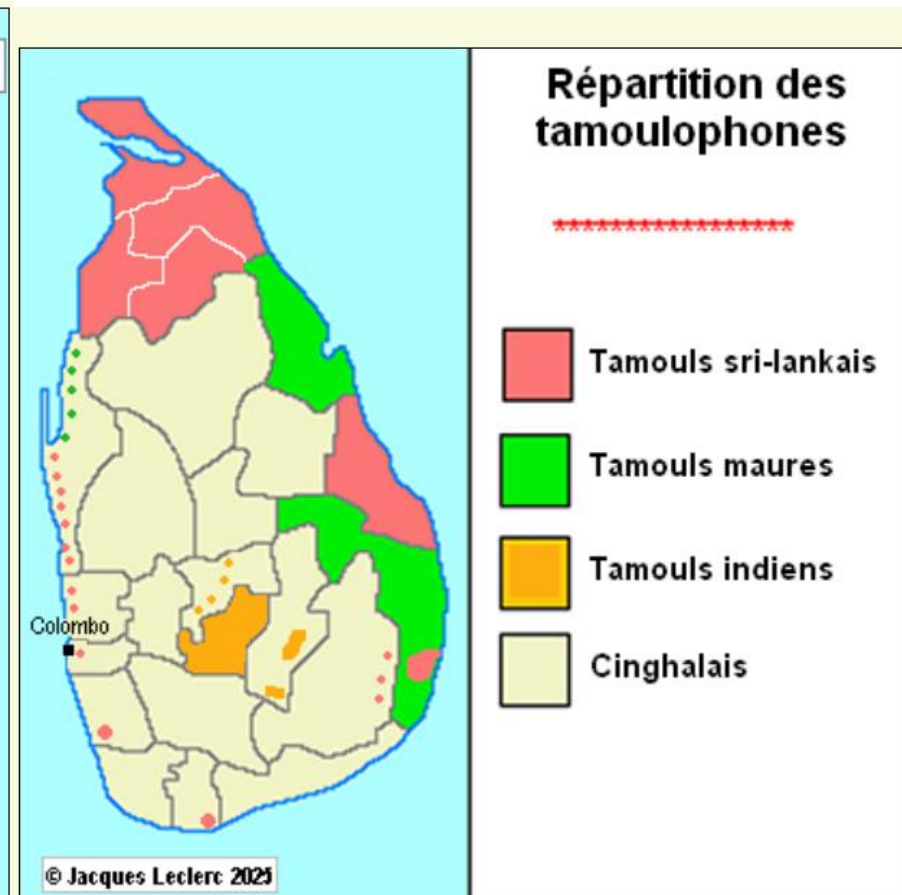 Répartition des
tamoulophones
*****************
Tamouls sri-lankais
Tamouls maures
Tamouls indiens
Cinghalais
Colombo
© Jacques Leclerc 2025